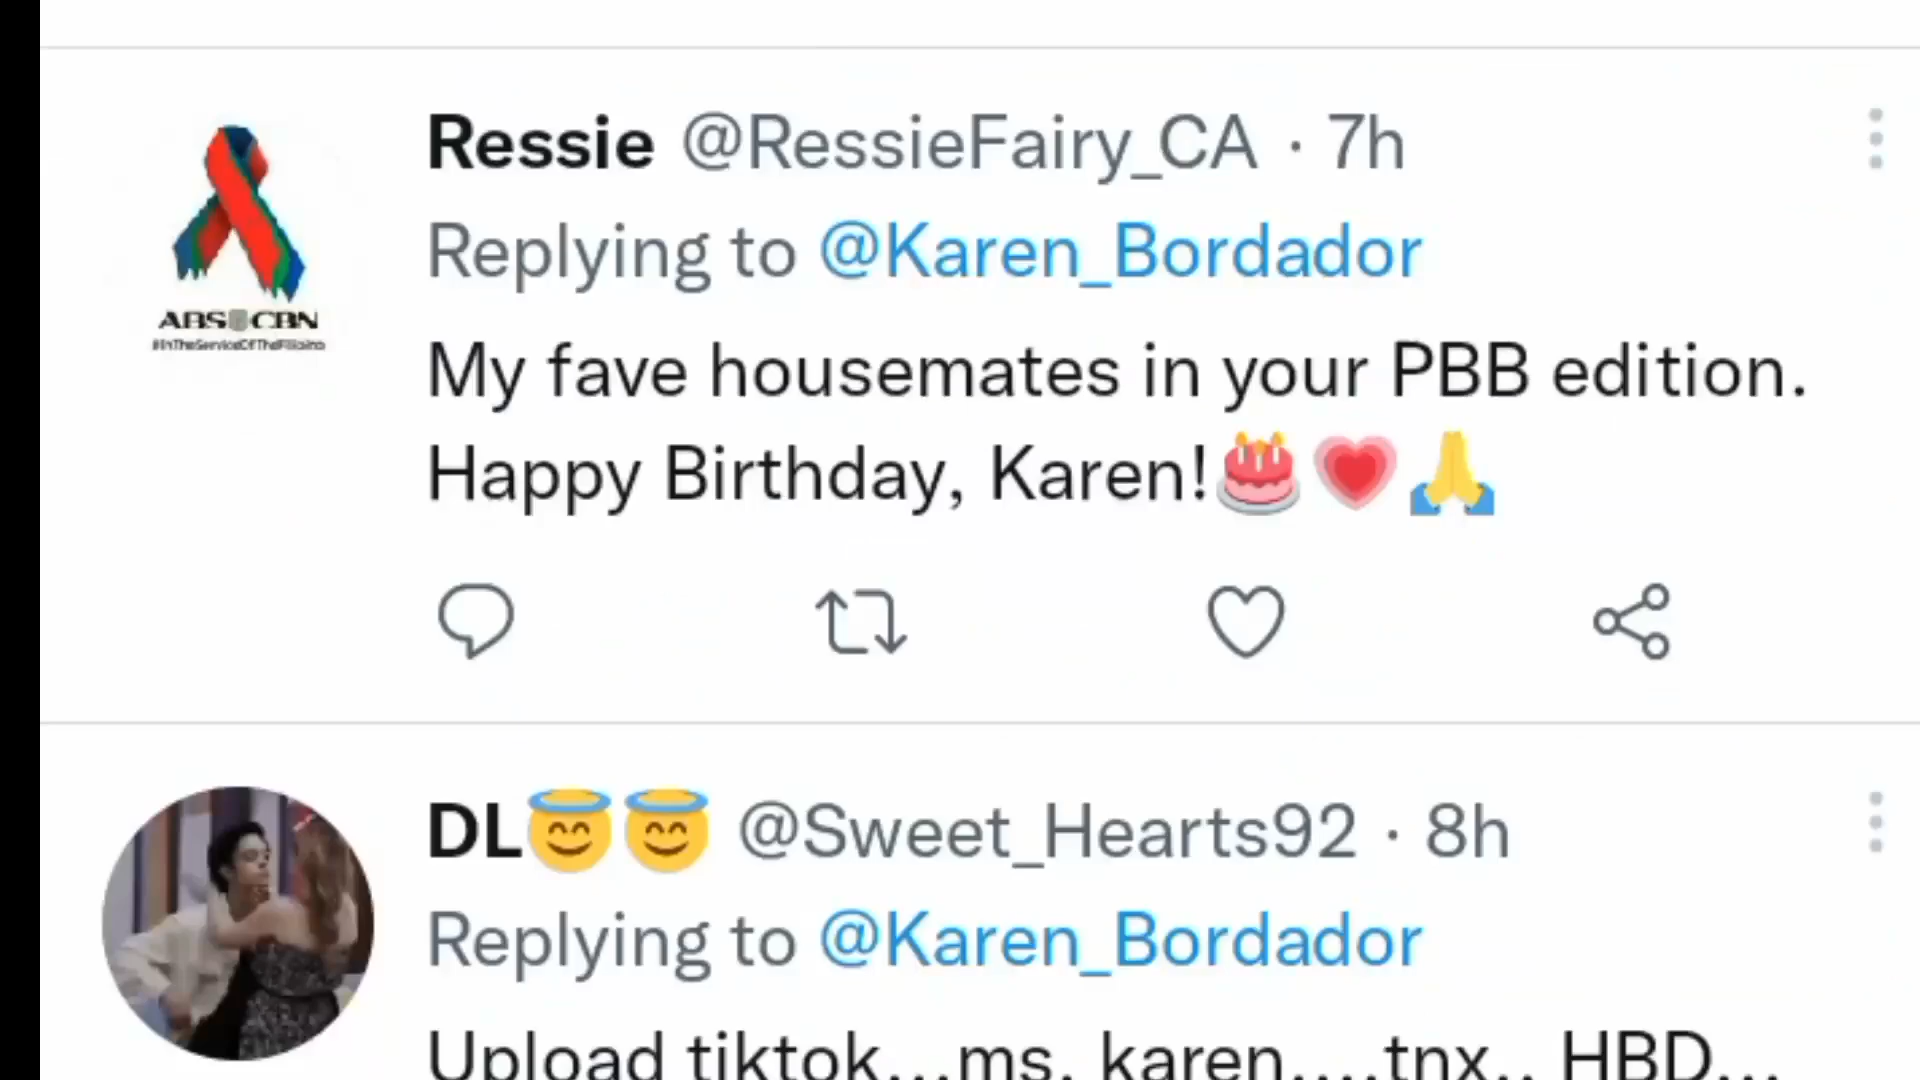 Ressie @RessieFairy_CA · 7h
Replying to @Karen_Bordador
My fave housemates in your PBB edition.
Happy Birthday, Karen!🎂💗🙏
ABS CBN
#InTheServiceOfTheFilipino
DL😇😇 @Sweet_Hearts92 · 8h
Replying to @Karen_Bordador
Upload tiktok...ms. karen....tnx.. HBD...